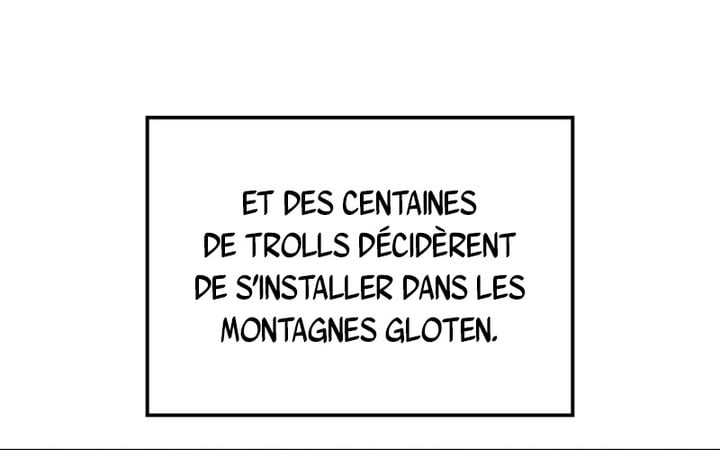 ET DES CENTAINES
DE TROLLS DÉCIDÈRENT
DE S'INSTALLER DANS LES
MONTAGNES GLOTEN.